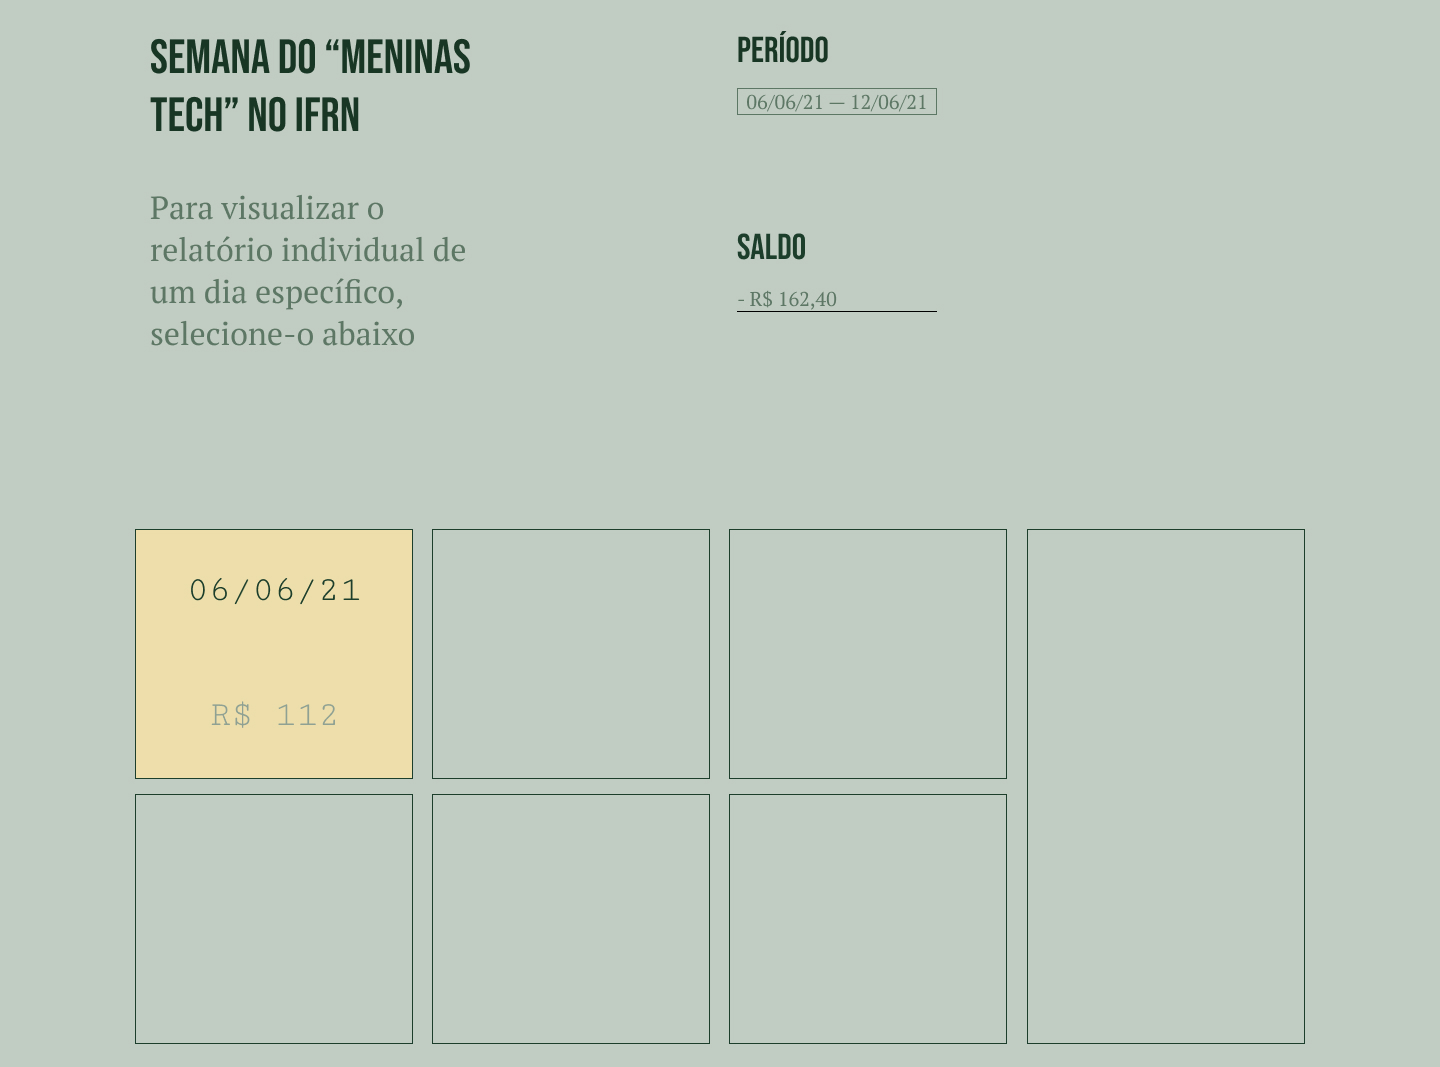 SEMANA DO “MENINAS
TECH” NO IFRN
Para visualizar o
relatório individual de
um dia específico,
selecione-o abaixo
PERÍODO
06/06/21 — 12/06/21
SALDO
- R$ 162,40
06/06/21
R$ 112